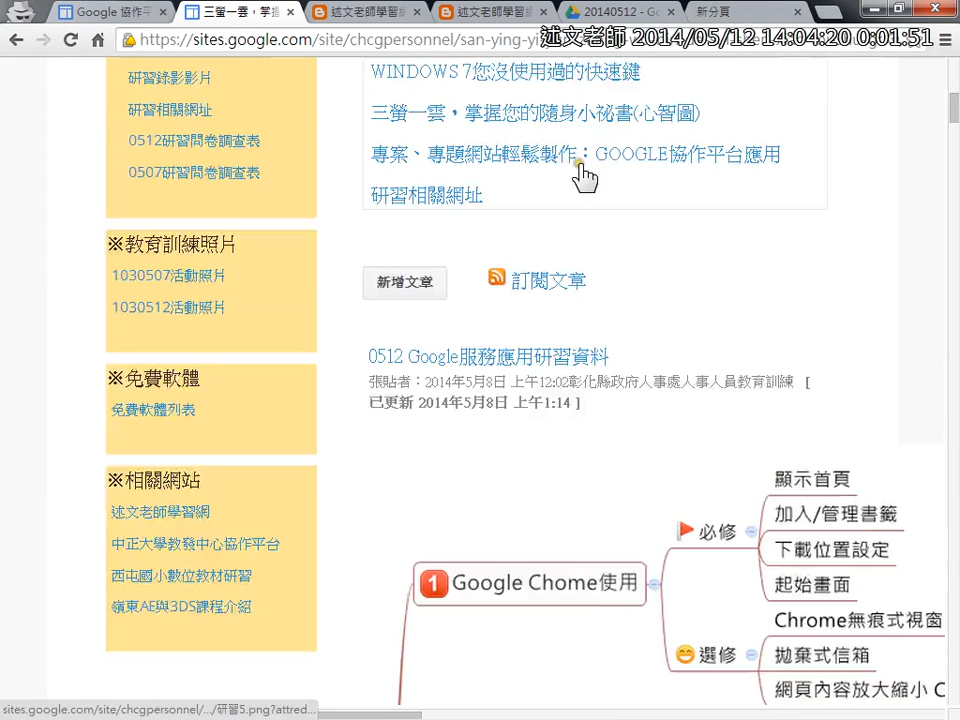 Google 協作平
三螢一雲，掌握
述文老師學習網
述文老師學習網
20140512 - Go
新分頁
https://sites.google.com/site/chcgpersonnel/san-ying-yi
述文老師 2014/05/12 14:04:20 0:01:51
研習錄影影片
研習相關網址
0512研習問卷調查表
0507研習問卷調查表
※教育訓練照片
1030507活動照片
1030512活動照片
※免費軟體
免費軟體列表
※相關網站
述文老師學習網
中正大學教發中心協作平台
西屯國小數位教材研習
嶺東AE與3DS課程介紹
WINDOWS 7您沒使用過的快速鍵
三螢一雲，掌握您的隨身小祕書(心智圖)
專案、專題網站輕鬆製作：GOOGLE協作平台應用
研習相關網址
新增文章
訂閱文章
0512 Google服務應用研習資料
張貼者：2014年5月8日 上午12:02彰化縣政府人事處人事人員教育訓練 [
已更新 2014年5月8日 上午1:14 ]
1 Google Chome使用
必修
顯示首頁
加入/管理書籤
下載位置設定
起始畫面
選修
Chrome無痕式視窗
拋棄式信箱
網頁內容放大縮小 C
sites.google.com/site/chcgpersonnel/.../研習5.png?attred...